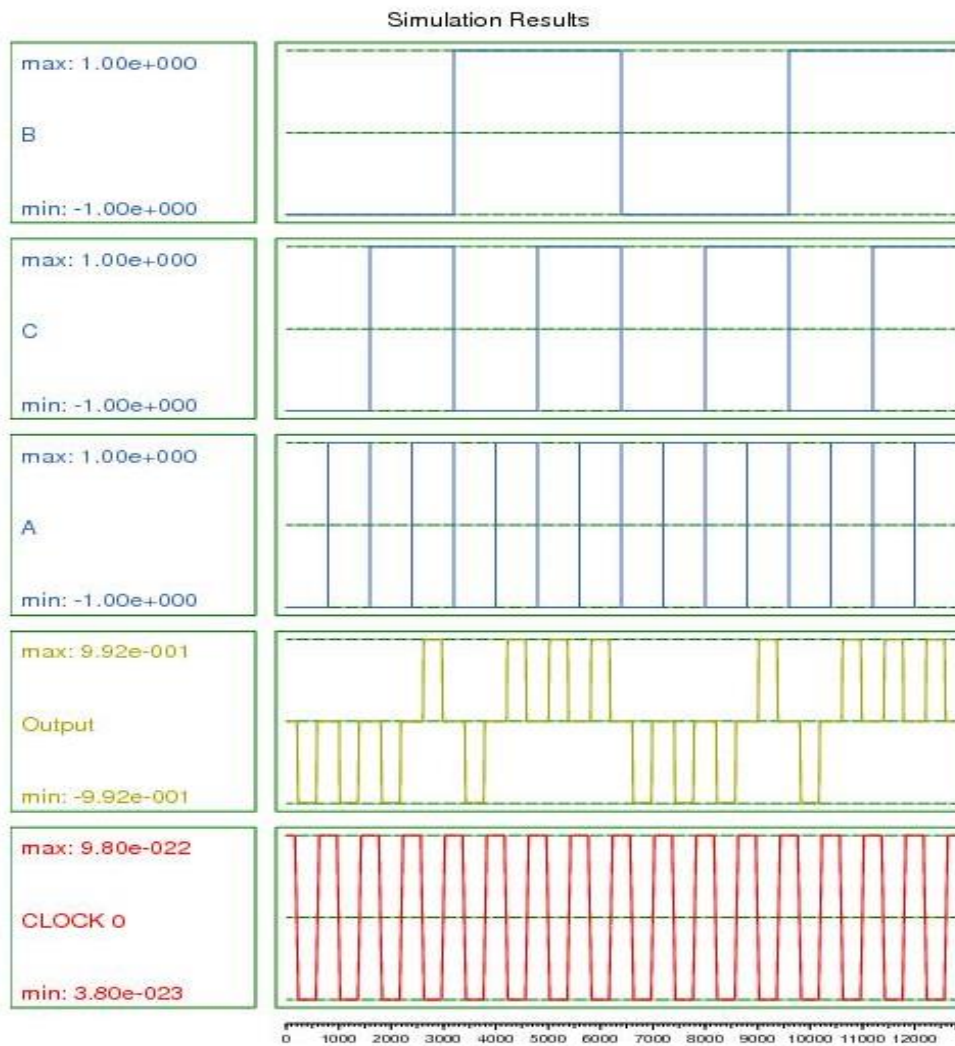 Simulation Results
max: 1.00e+000
B
min: -1.00e+000
max: 1.00e+000
C
min: -1.00e+000
max: 1.00e+000
A
min: -1.00e+000
max: 9.92e-001
Output
min: -9.92e-001
max: 9.80e-022
CLOCK 0
min: 3.80e-023
0 1000 2000 3000 4000 5000 6000 7000 8000 9000 10000 11000 12000